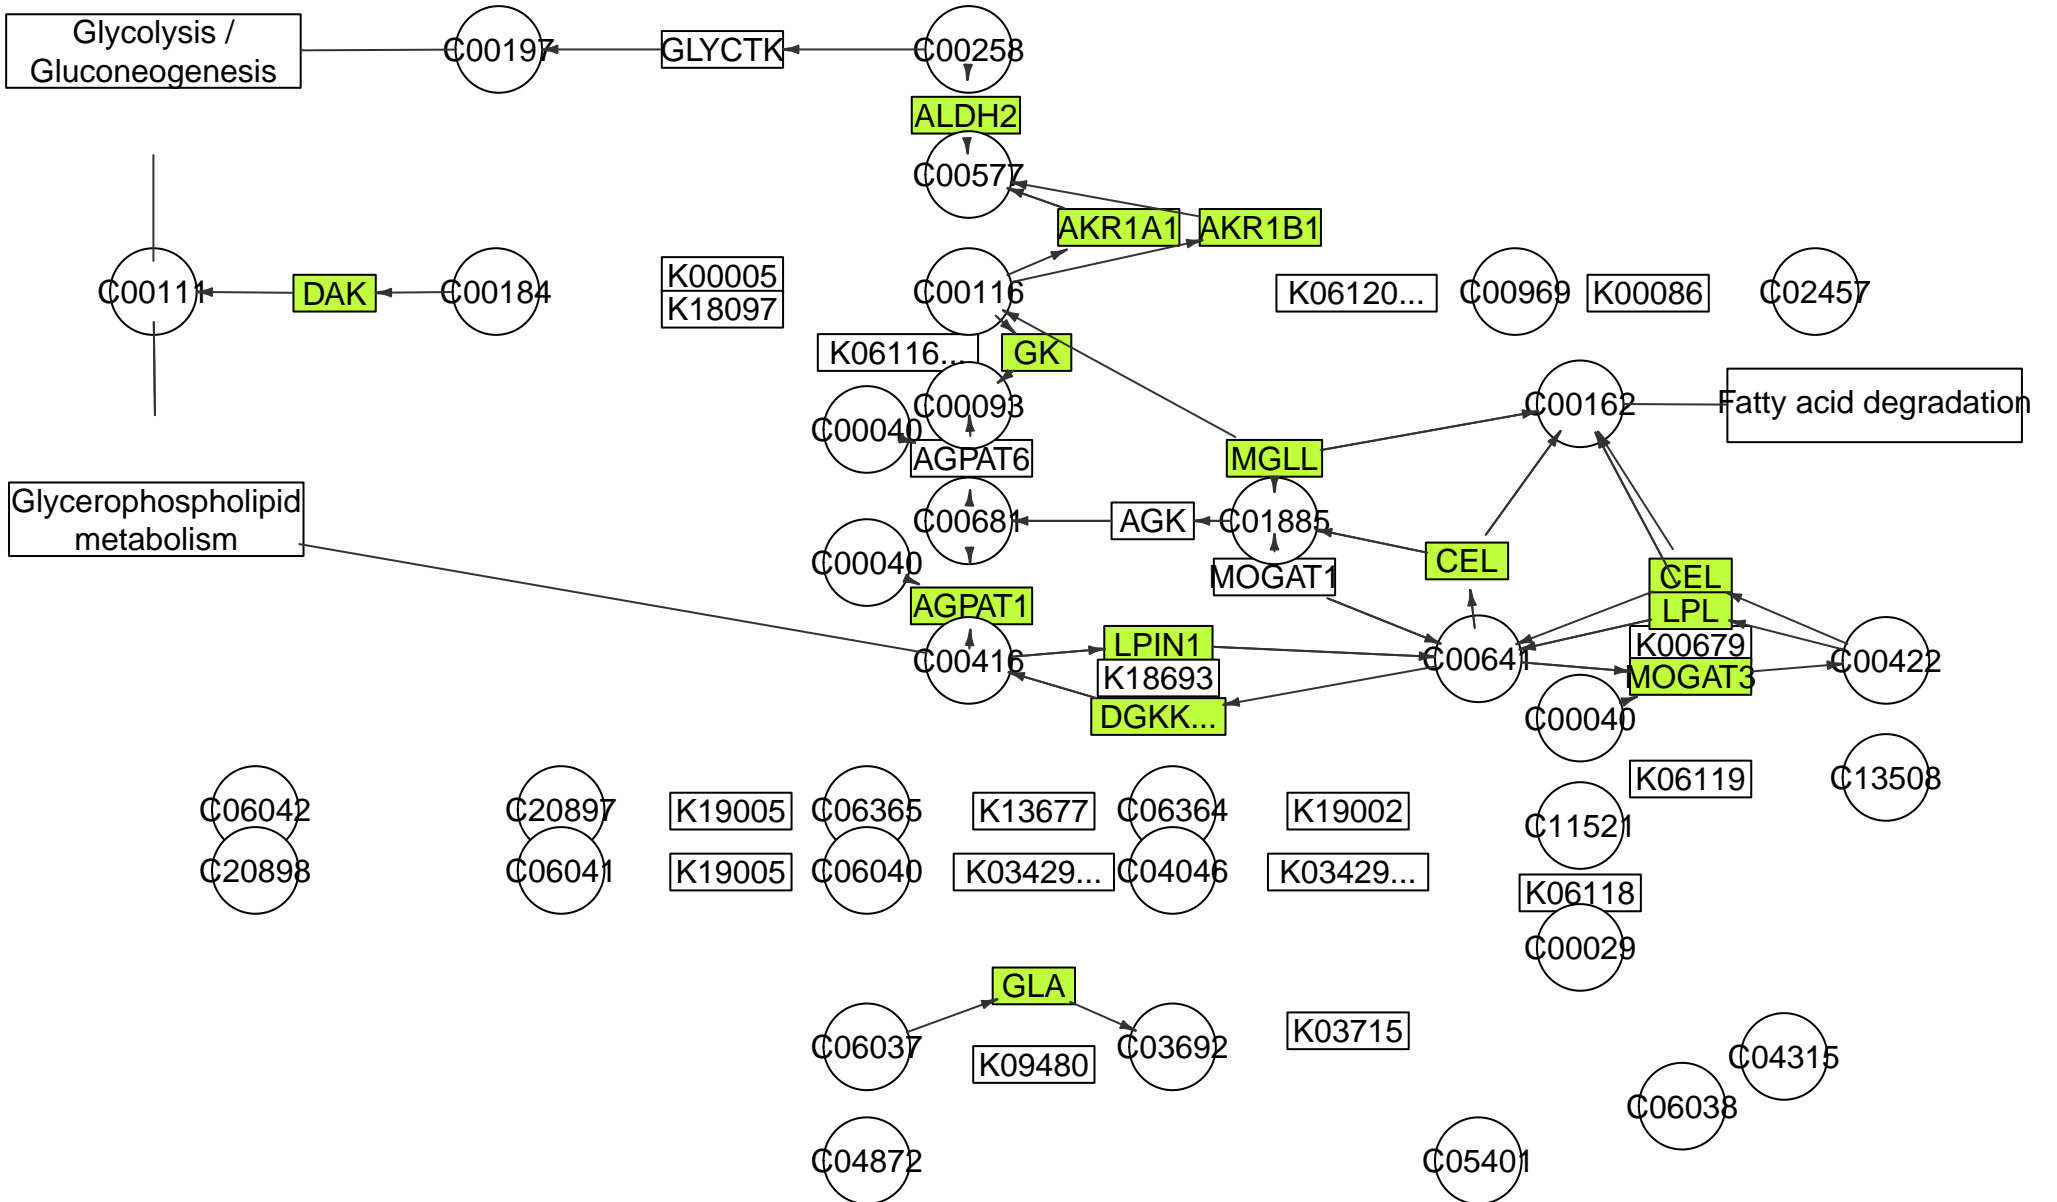 Glycolysis /
Gluconeogenesis
C00197
GLYCTK
C00258
ALDH2
C00577
AKR1A1
AKR1B1
C00111
DAK
C00184
K00005
K18097
C00116
K06120...
C00969
K00086
C02457
K06116...
GK
C00093
C00040
AGPAT6
MGLL
C00162
Fatty acid degradation
Glycerophospholipid
metabolism
C00681
AGK
C01885
C00040
MOGAT1
CEL
CEL
LPL
AGPAT1
C00416
LPIN1
K18693
DGKK...
C00641
K00679
MOGAT3
C00422
C00040
K06119
C13508
C06042
C20897
K19005
C06365
K13677
C06364
K19002
C11521
C20898
C06041
K19005
C06040
K03429...
C04046
K03429...
K06118
C00029
GLA
C06037
C03692
K03715
K09480
C04315
C06038
C04872
C05401